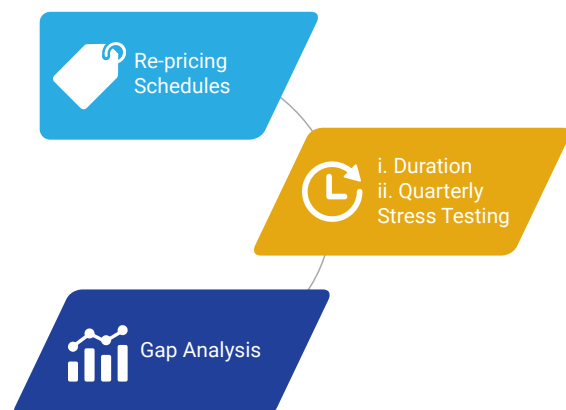 Re-pricing
Schedules
i. Duration
ii. Quarterly
Stress Testing
Gap Analysis